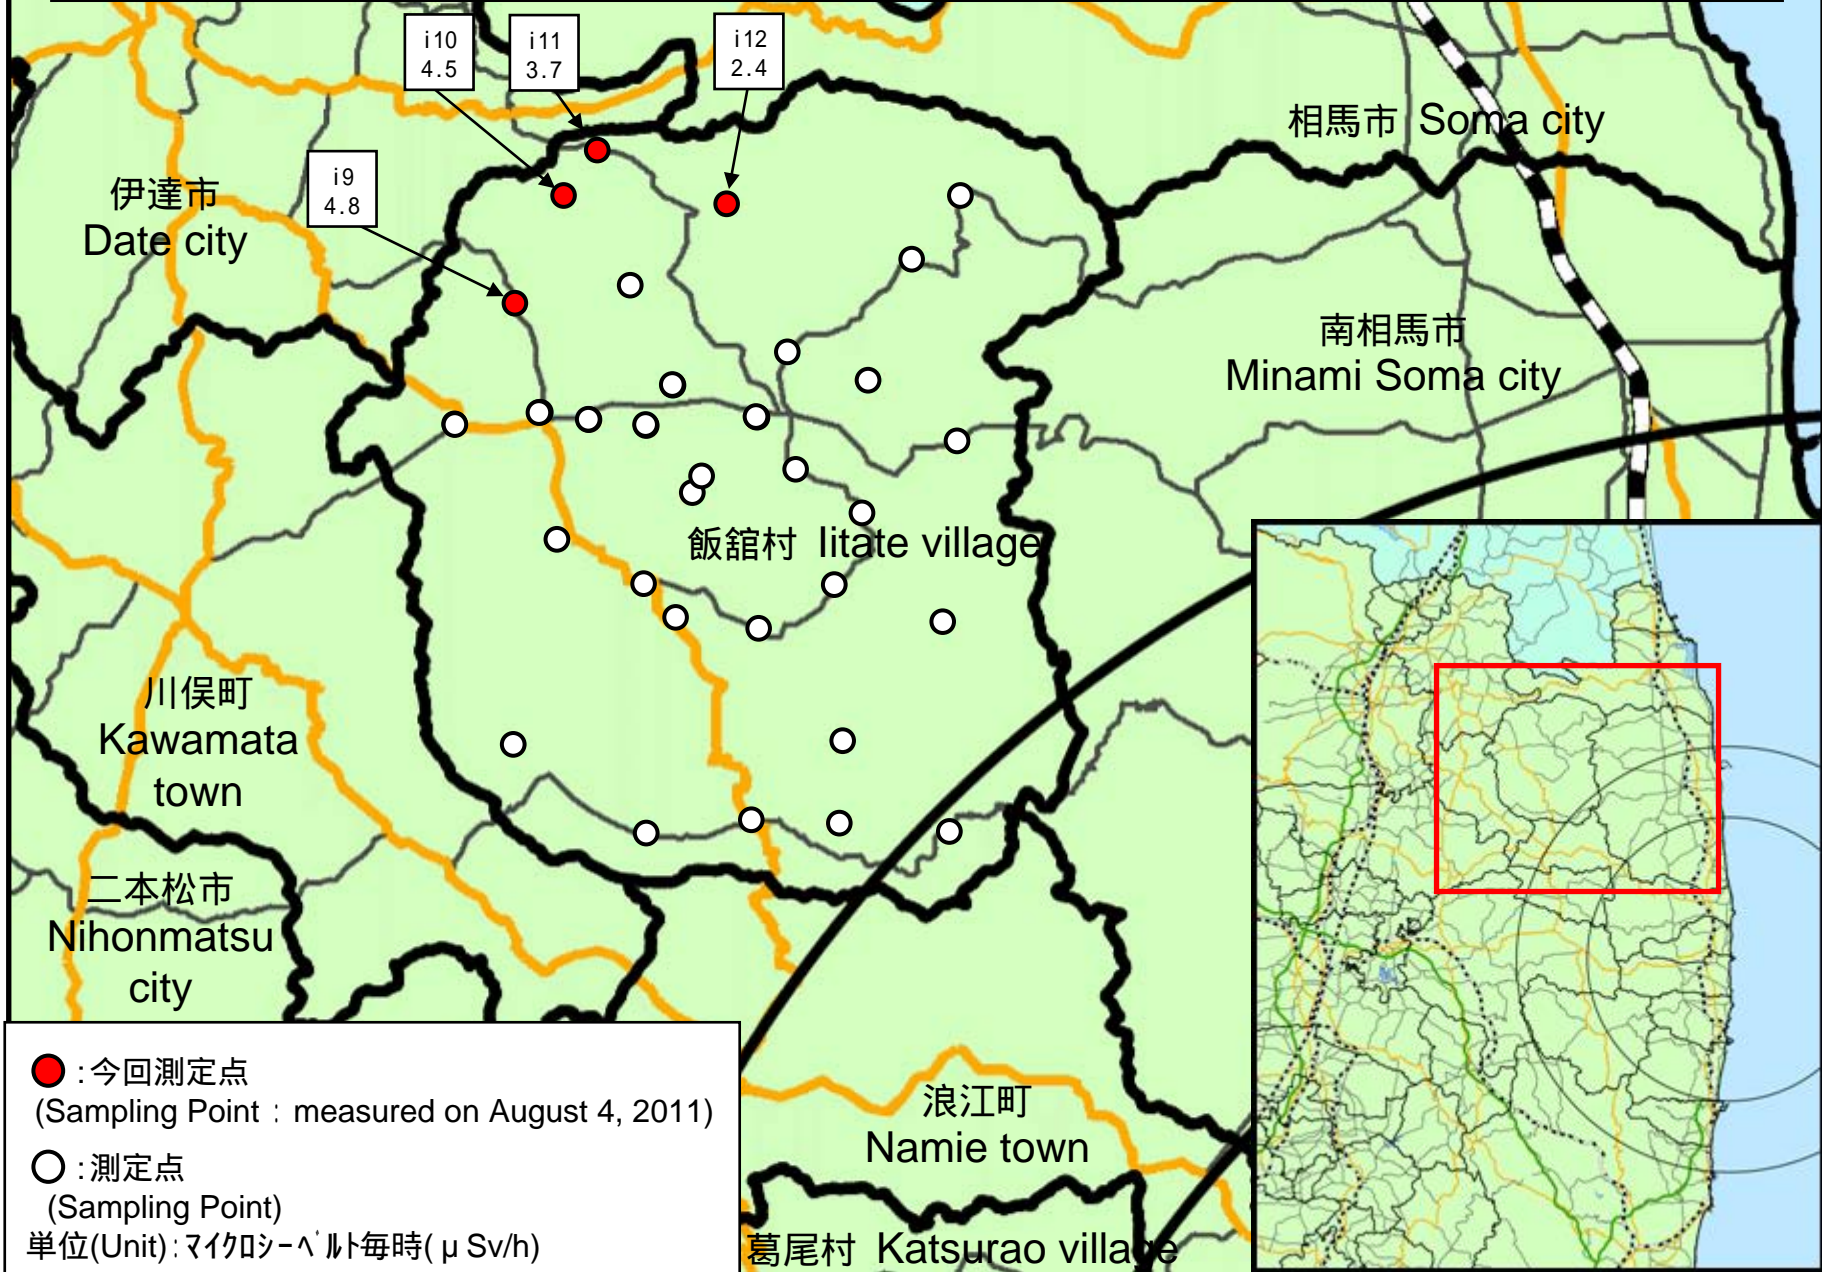 i10
4.5
i11
3.7
i12
2.4
相馬市 Soma city
i9
4.8
伊達市
Date city
南相馬市
Minami Soma city
飯舘村 Iitate village
川俣町
Kawamata
town
二本松市
Nihonmatsu
city
:今回測定点
(Sampling Point : measured on August 4, 2011)
:測定点
(Sampling Point)
単位(Unit):マイクロシーベルト毎時(μSv/h)
浪江町
Namie town
葛尾村 Katsurao village